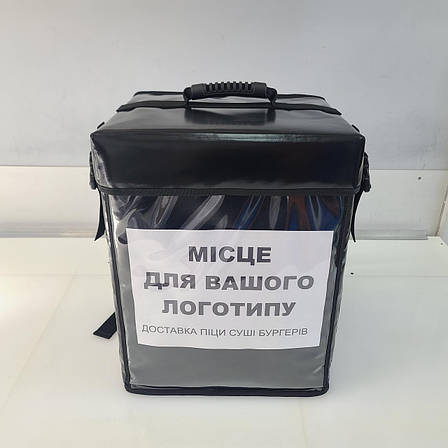 МІСЦЕ
ДЛЯ ВАШОГО
ЛОГОТИПУ
ДОСТАВКА ПІЦИ СУШІ БУРГЕРІВ